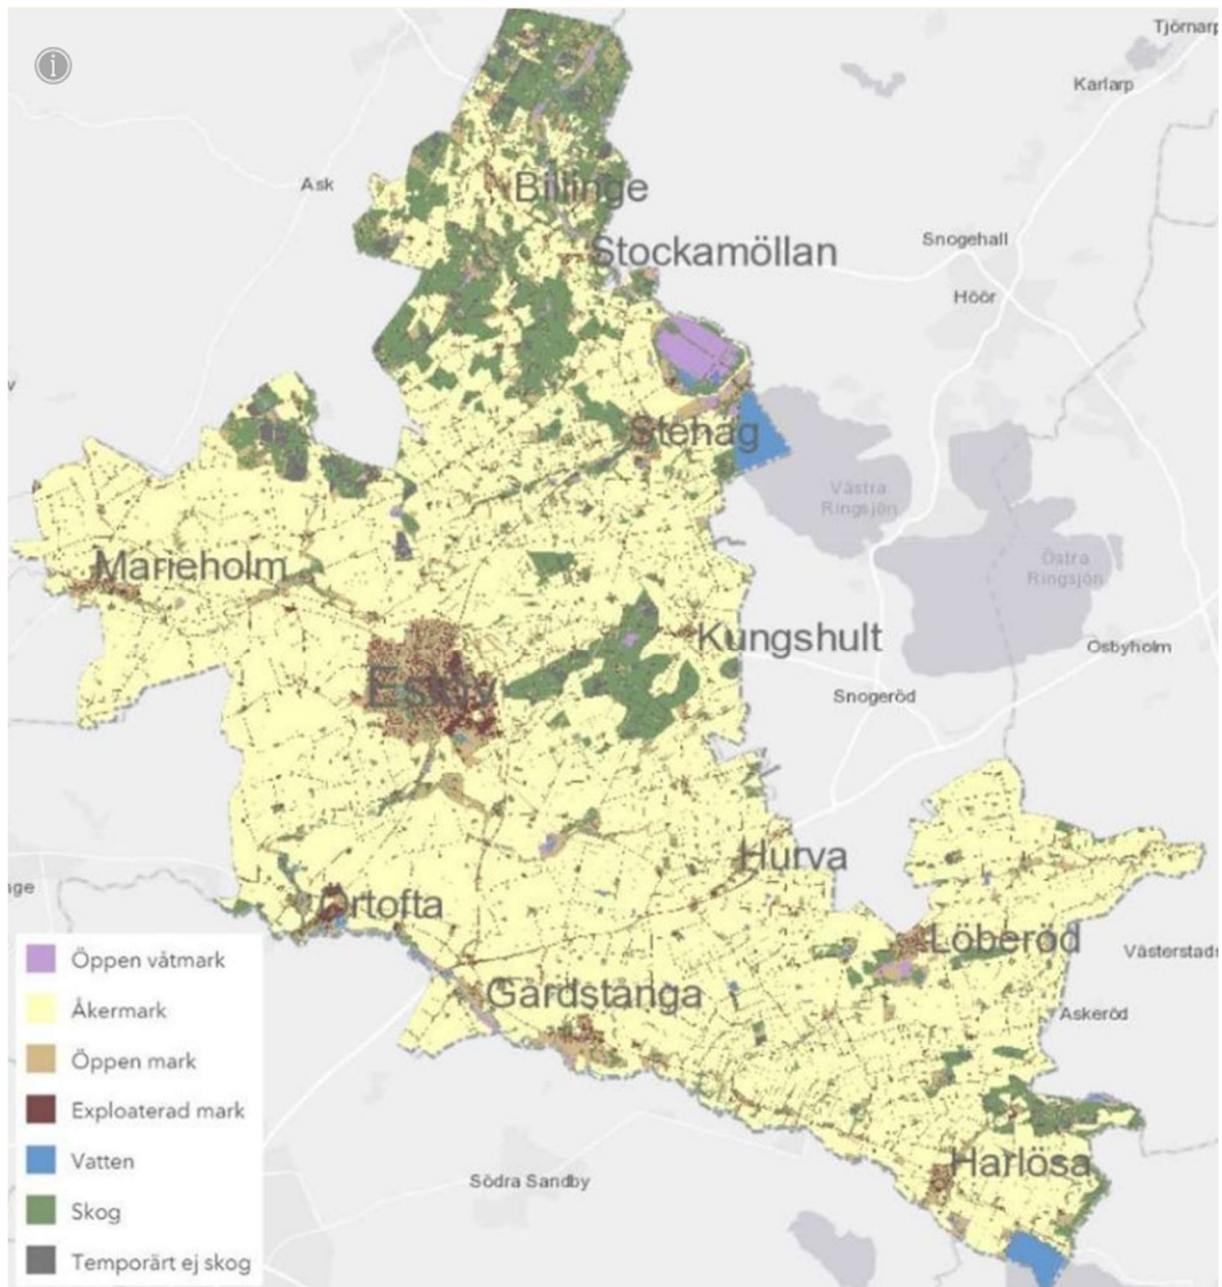 i
Tjörnarp
Karlarp
Ask
Billinge
Snogehall
Stockamöllan
Höör
Stehag
Västra
Ringsjön
Östra
Ringsjön
Marieholm
Kungshult
Osbyholm
Eslöv
Snogeröd
Hurva
Örtofta
Löberöd
Västerstad
Gårdstånga
Askeröd
Harlösa
Södra Sandby
Öppen våtmark
Åkermark
Öppen mark
Exploaterad mark
Vatten
Skog
Temporärt ej skog